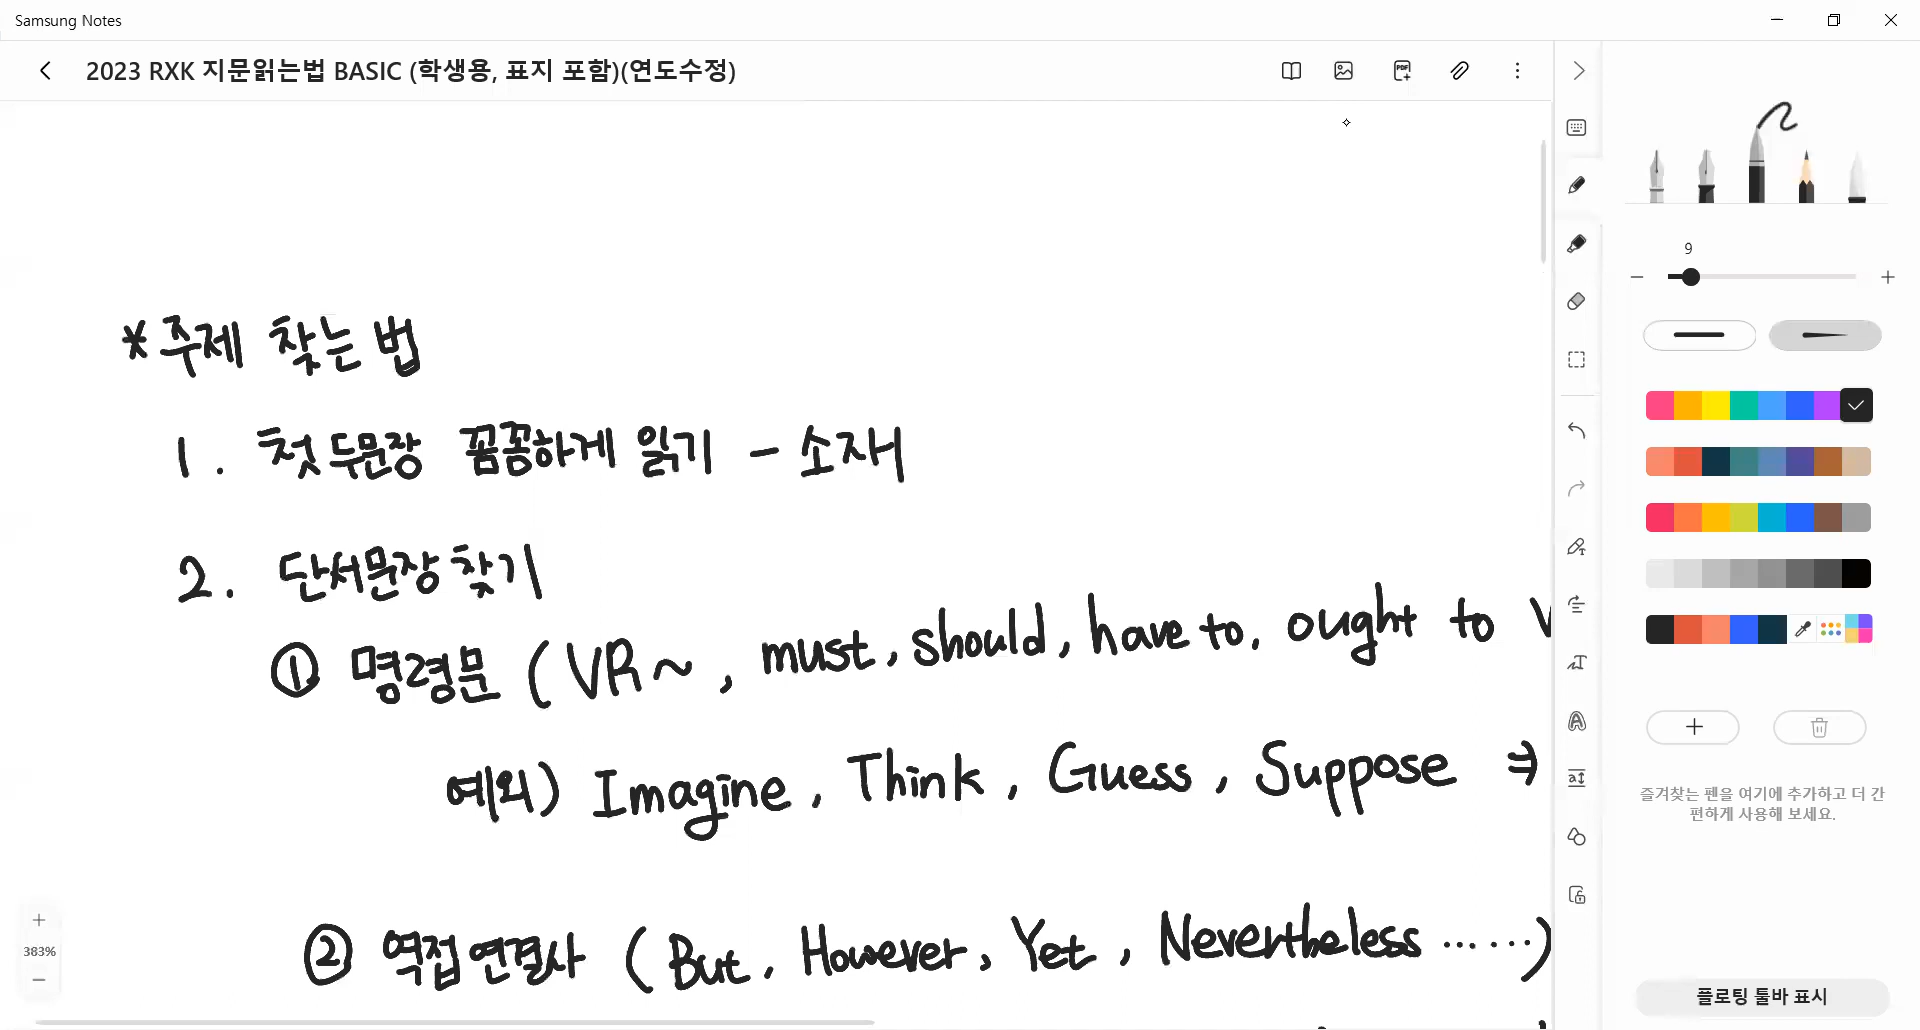 Samsung Notes
2023 RXK 지문읽는법 BASIC (학생용, 표지 포함)(연도수정)
*주제 찾는법
1. 첫 두문장 꼼꼼하게 읽기 - 소재
2. 단서문장 찾기
① 명령문 (VR~, must, should, have to, ought to V
예외) Imagine, Think, Guess, Suppose ⇒
② 역접연결사 (But, However, Yet, Nevertheless ......)
9
즐겨찾는 펜을 여기에 추가하고 더 간
편하게 사용해 보세요.
383%
플로팅 툴바 표시